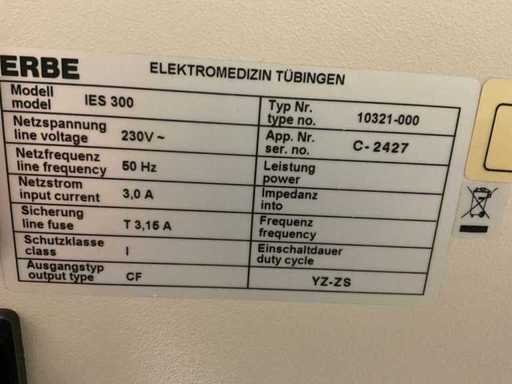 ERBE ELEKTROMEDIZIN TÜBINGEN
Modell
model IES 300
Netzspannung
line voltage 230V~
Netzfrequenz
line frequency 50 Hz
Netzstrom
input current 3,0 A
Sicherung
line fuse T 3,15 A
Schutzklasse
class I
Ausgangstyp
output type CF
Typ Nr.
type no. 10321-000
App. Nr.
ser. no. C-2427
Leistung
power
Impedanz
into
Frequenz
frequency
Einschaltdauer
duty cycle
YZ-ZS